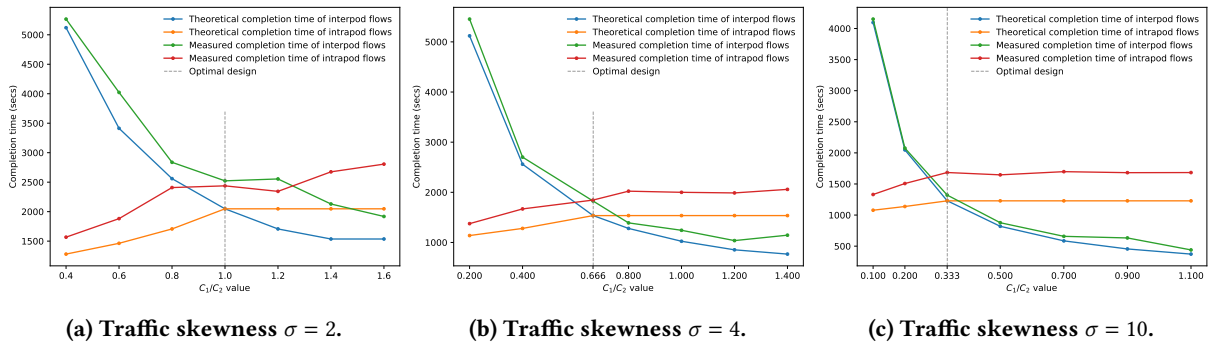 Theoretical completion time of interpod flows
Theoretical completion time of intrapod flows
Measured completion time of interpod flows
Measured completion time of intrapod flows
Optimal design
Completion time (secs)
5000
4500
4000
3500
3000
2500
2000
1500
0.4 0.6 0.8 1.0 1.2 1.4 1.6
C₁/C₂ value
(a) Traffic skewness σ = 2.
Theoretical completion time of interpod flows
Theoretical completion time of intrapod flows
Measured completion time of interpod flows
Measured completion time of intrapod flows
Optimal design
Completion time (secs)
5000
4000
3000
2000
1000
0.200 0.400 0.666 0.800 1.000 1.200 1.400
C₁/C₂ value
(b) Traffic skewness σ = 4.
Theoretical completion time of interpod flows
Theoretical completion time of intrapod flows
Measured completion time of interpod flows
Measured completion time of intrapod flows
Optimal design
Completion time (secs)
4000
3500
3000
2500
2000
1500
1000
500
0.100 0.200 0.333 0.500 0.700 0.900 1.100
C₁/C₂ value
(c) Traffic skewness σ = 10.